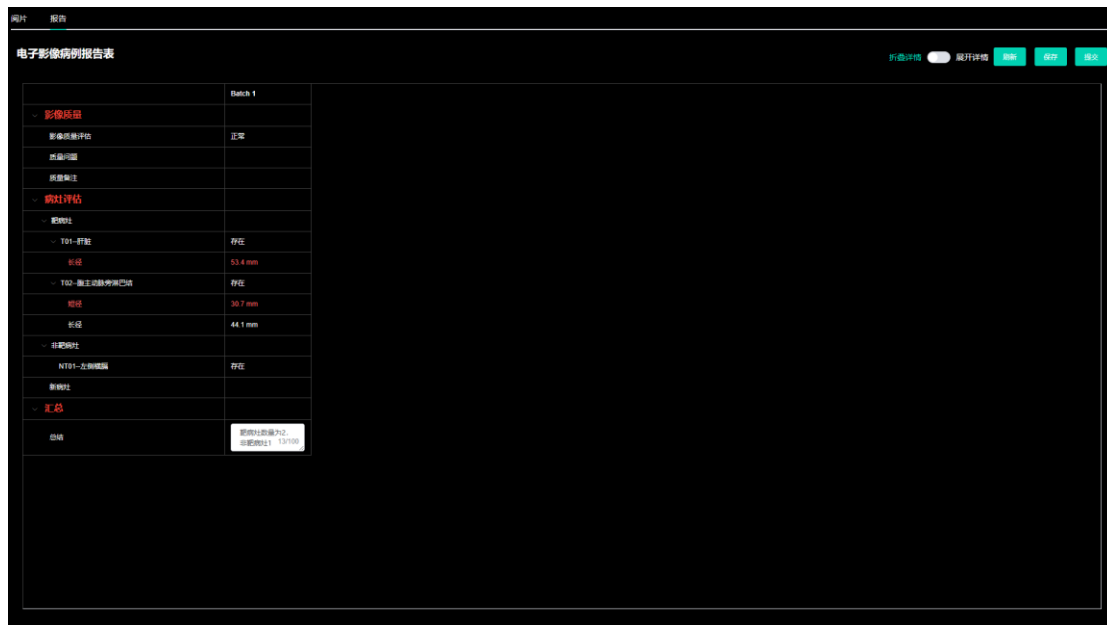 阅片 报告
电子影像病例报告表
折叠详情 展开详情 刷新 保存 提交
Batch 1
影像质量
影像质量评估 正常
质量问题
质量备注
病灶评估
靶病灶
T01-肝脏 存在
长径 53.4 mm
T02-腹主动脉旁淋巴结 存在
短径 30.7 mm
长径 44.1 mm
非靶病灶
NT01-左侧横膈 存在
新病灶
汇总
总结 靶病灶数量为2、
非靶病灶1 13/100